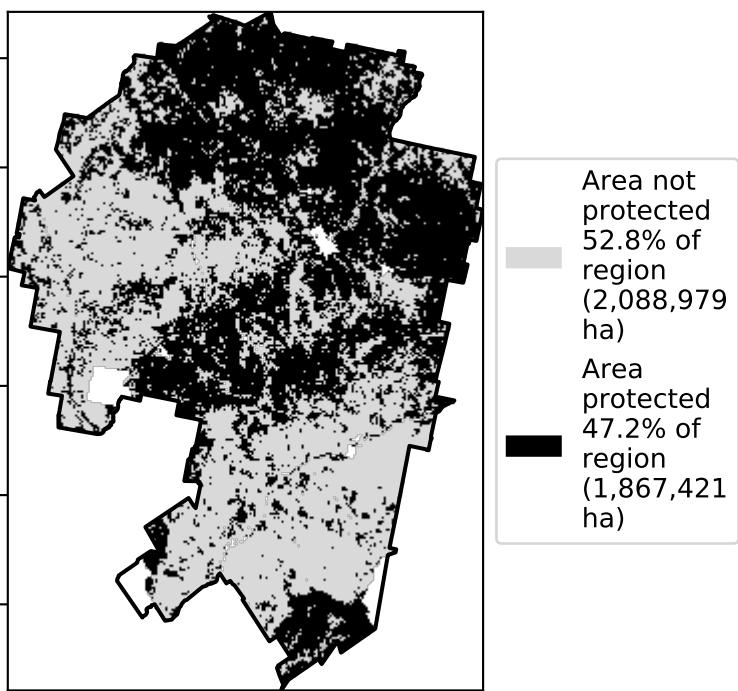 Area not
protected
52.8% of
region
(2,088,979
ha)
Area
protected
47.2% of
region
(1,867,421
ha)